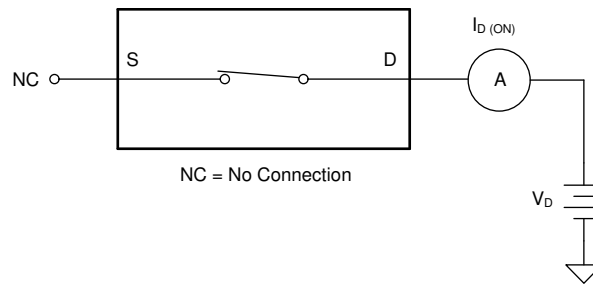 I_D (ON)
S
D
NC
A
NC = No Connection
V_D